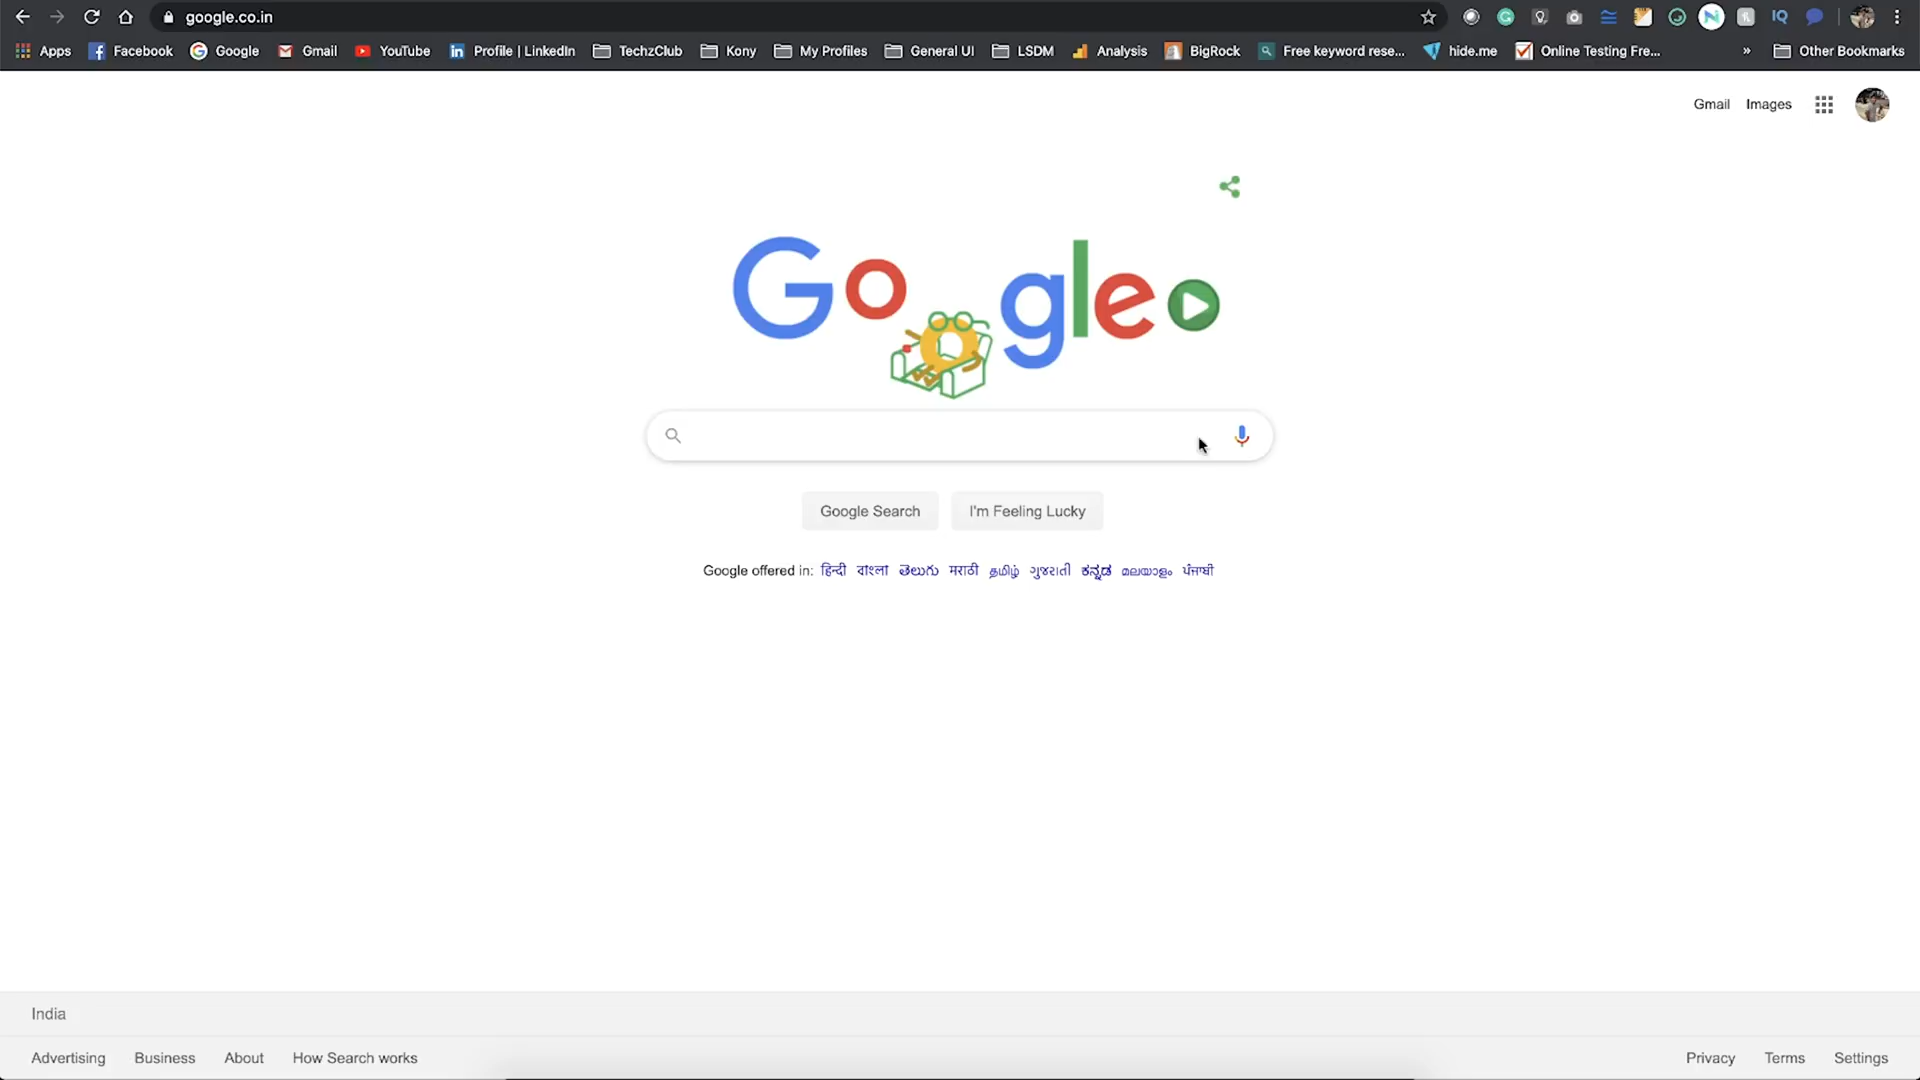 google.co.in
Apps Facebook Google Gmail YouTube Profile | LinkedIn TechzClub Kony My Profiles General UI LSDM Analysis BigRock Free keyword rese... hide.me Online Testing Fre... » Other Bookmarks
Gmail Images
Google
Google Search I'm Feeling Lucky
Google offered in: हिन्दी বাংলা తెలుగు मराठी தமிழ் ગુજરાતી ಕನ್ನಡ മലയാളം ਪੰਜਾਬੀ
India
Advertising Business About How Search works Privacy Terms Settings